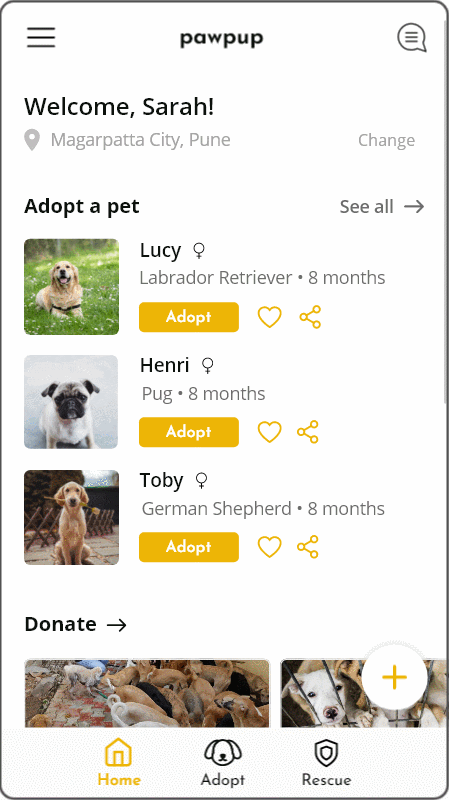 pawpup
Welcome, Sarah!
Magarpatta City, Pune
Change
Adopt a pet
See all →
Lucy ♀
Labrador Retriever • 8 months
Adopt
Henri ♀
Pug • 8 months
Adopt
Toby ♀
German Shepherd • 8 months
Adopt
Donate →
Home
Adopt
Rescue